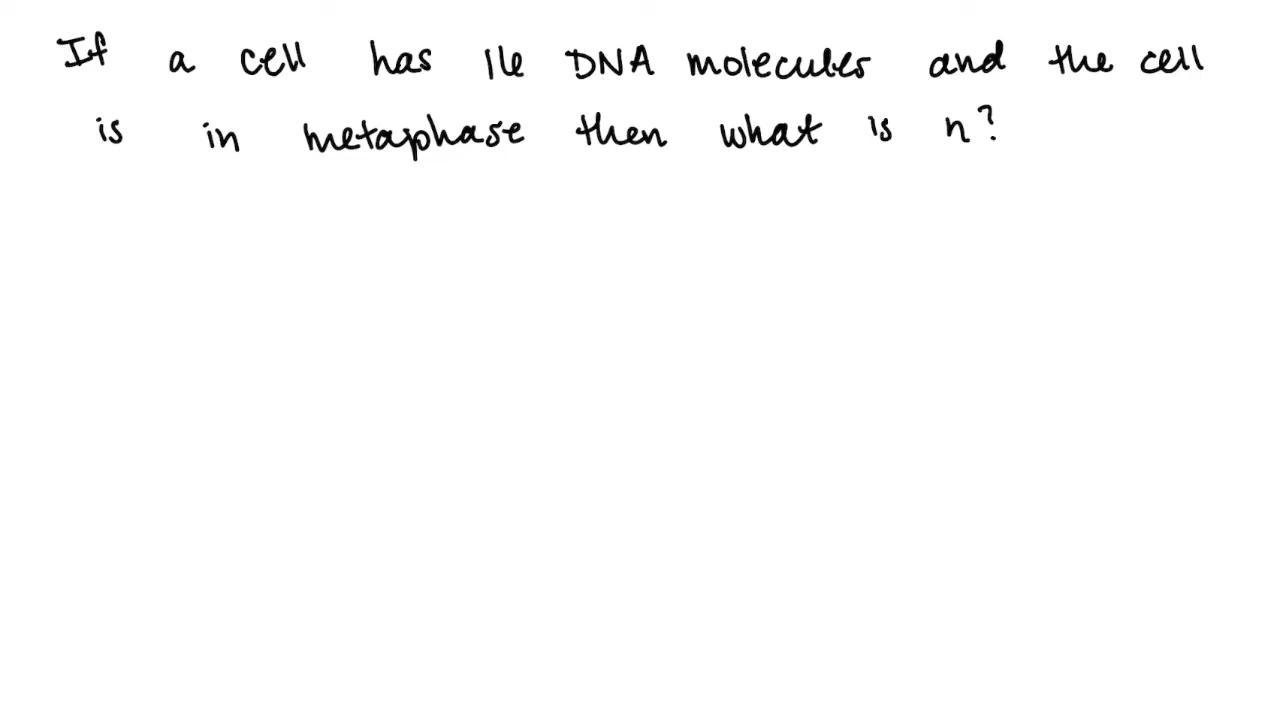 If a cell has 16 DNA molecules and the cell
is in metaphase then what is n?